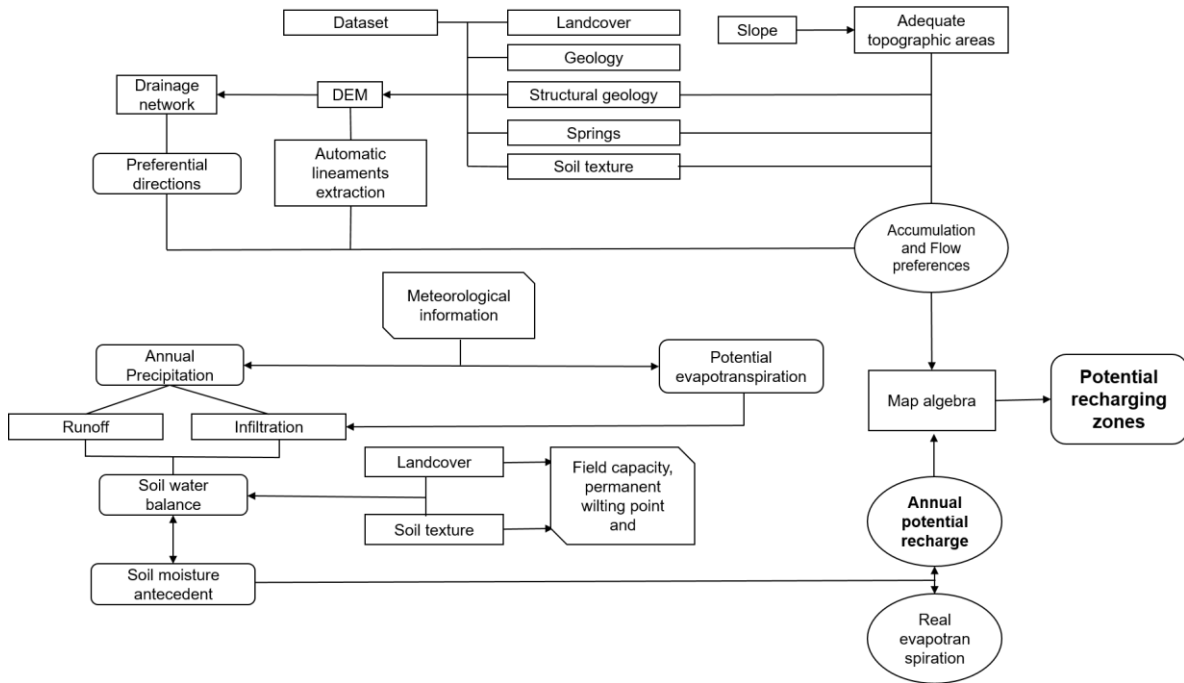 Dataset
Landcover
Slope
Adequate
topographic areas
Geology
Drainage
network
DEM
Structural geology
Springs
Preferential
directions
Automatic
lineaments
extraction
Soil texture
Accumulation
and Flow
preferences
Meteorological
information
Annual
Precipitation
Potential
evapotranspiration
Map algebra
Potential
recharging
zones
Runoff
Infiltration
Landcover
Field capacity,
permanent
wilting point
and
Soil water
balance
Soil texture
Annual
potential
recharge
Soil moisture
antecedent
Real
evapotran
spiration